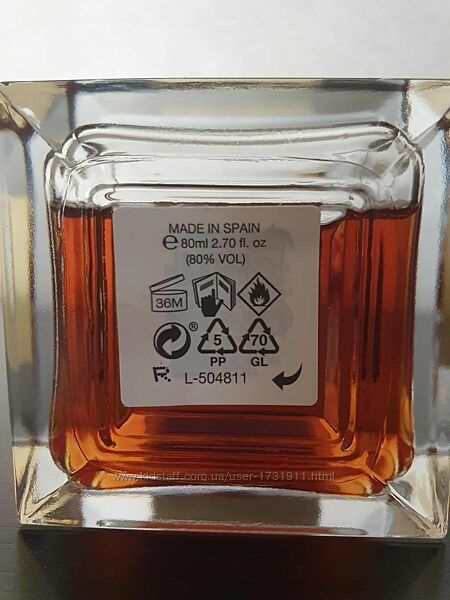 MADE IN SPAIN
℮ 80ml 2.70 fl. oz
(80% VOL)
36M
® 5 70
PP GL
R L-504811
www.kidstaff.com.ua/user-1731911.html